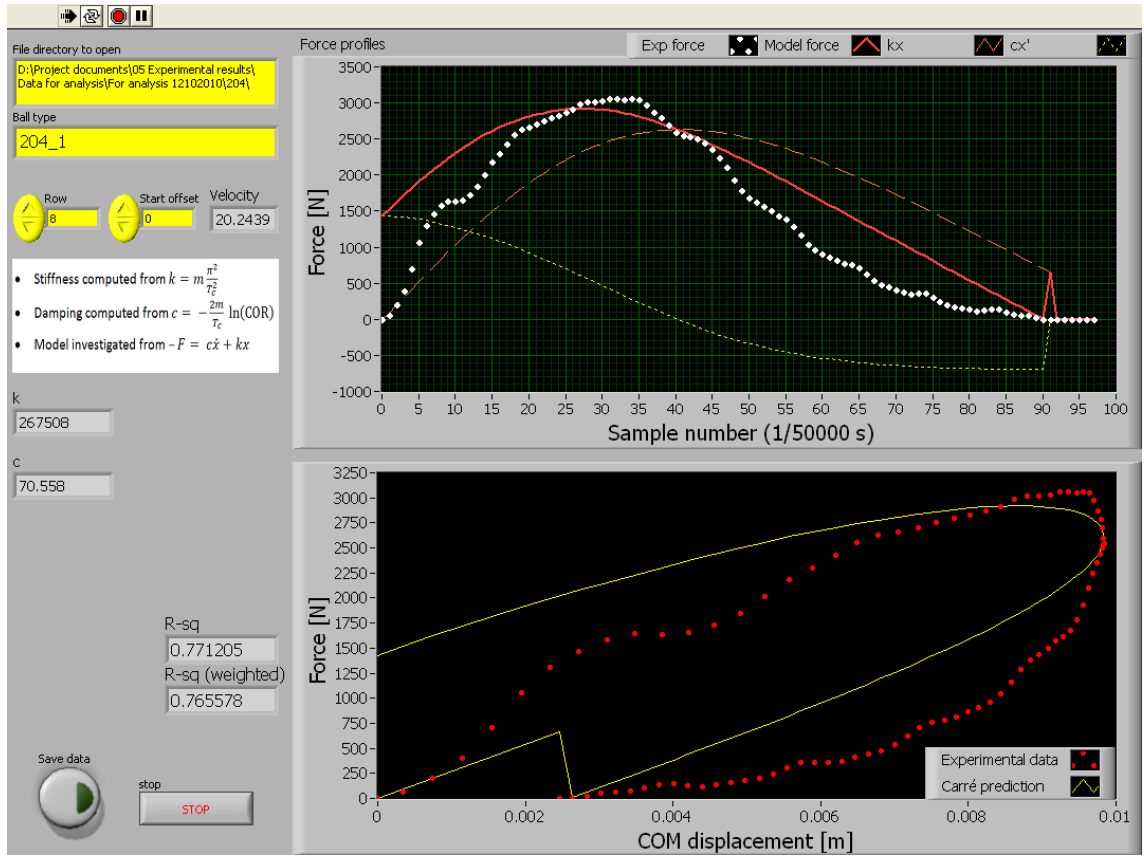 File directory to open
D:\Project documents\05 Experimental results\
Data for analysis\For analysis 12102010\204\
Ball type
204_1
Row
8
Start offset
0
Velocity
20.2439
• Stiffness computed from k = m π²/T_c²
• Damping computed from c = − 2m/T_c ln(COR)
• Model investigated from −F = cẋ + kx
k
267508
c
70.558
R-sq
0.771205
R-sq (weighted)
0.765578
Save data
stop
STOP
Force profiles
Exp force Model force kx cx'
3500
3000
2500
2000
1500
1000
500
0
-500
-1000
Force [N]
0 5 10 15 20 25 30 35 40 45 50 55 60 65 70 75 80 85 90 95 100
Sample number (1/50000 s)
3250
3000
2750
2500
2250
2000
1750
1500
1250
1000
750
500
250
0
Force [N]
Experimental data
Carré prediction
0 0.002 0.004 0.006 0.008 0.01
COM displacement [m]